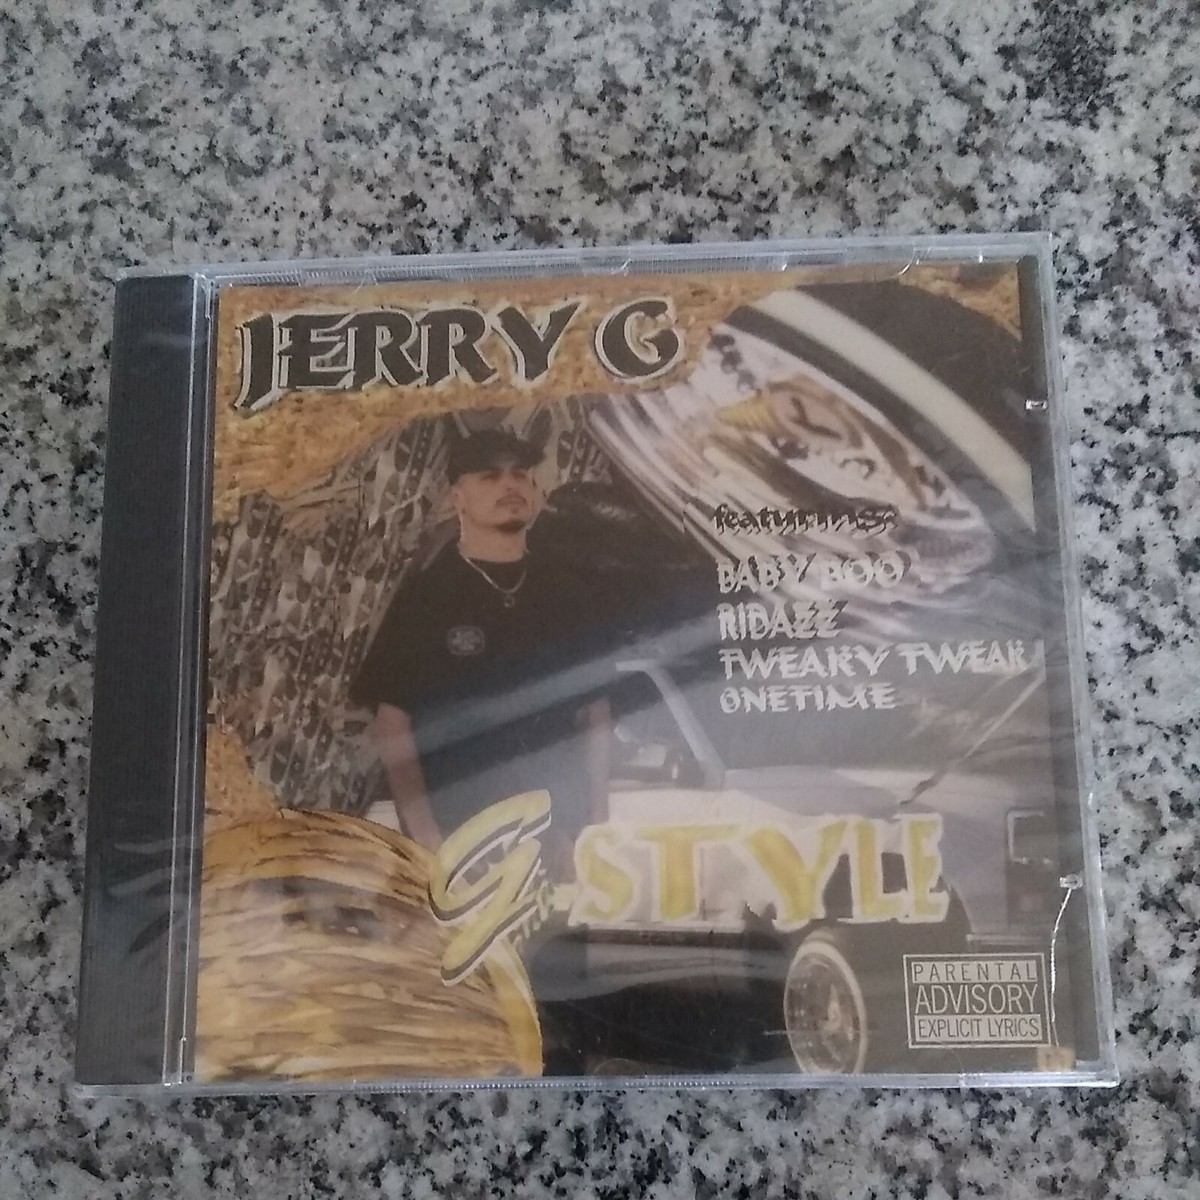 JERRY G
featuring
BABY BOO
RIDAZZ
TWEAKY TWEAK
ONETIME
G-STYLE
PARENTAL
ADVISORY
EXPLICIT LYRICS